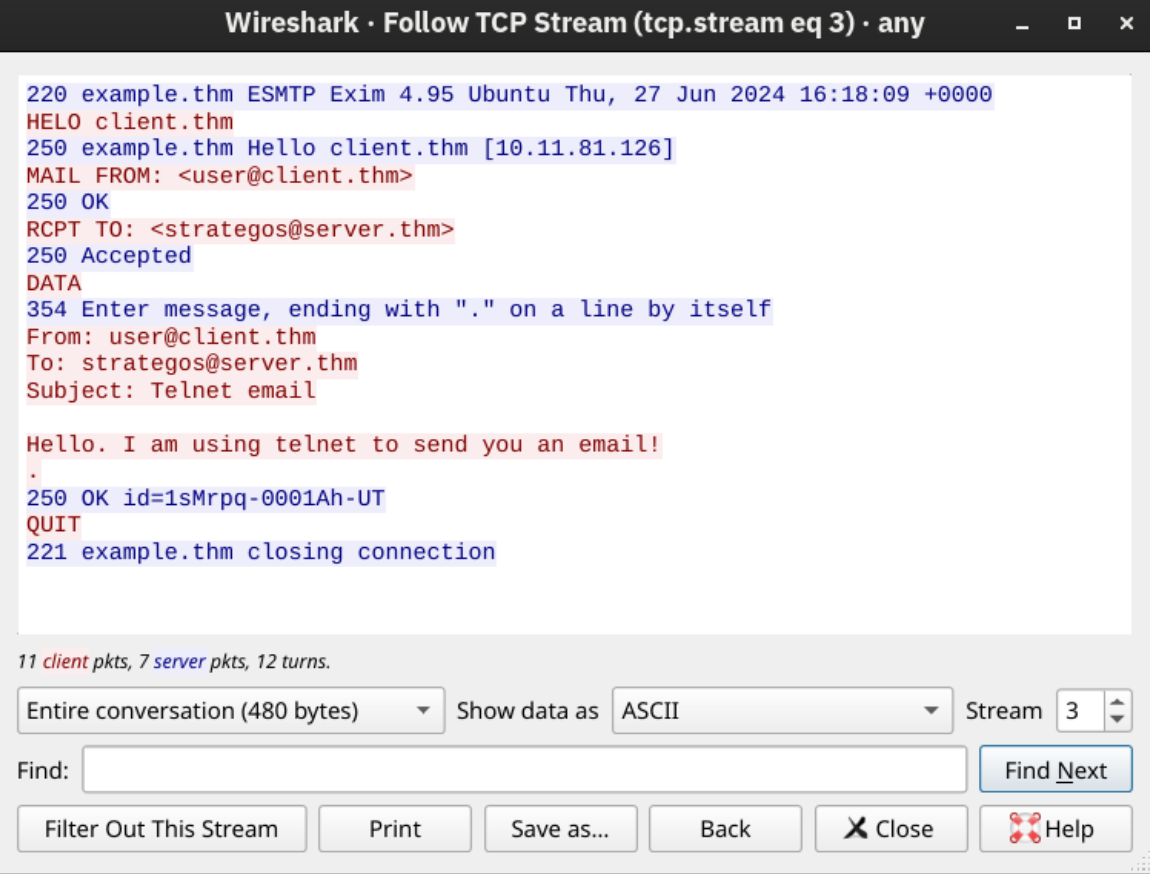 Wireshark · Follow TCP Stream (tcp.stream eq 3) · any
220 example.thm ESMTP Exim 4.95 Ubuntu Thu, 27 Jun 2024 16:18:09 +0000
HELO client.thm
250 example.thm Hello client.thm [10.11.81.126]
MAIL FROM: <user@client.thm>
250 OK
RCPT TO: <strategos@server.thm>
250 Accepted
DATA
354 Enter message, ending with "." on a line by itself
From: user@client.thm
To: strategos@server.thm
Subject: Telnet email

Hello. I am using telnet to send you an email!
.
250 OK id=1sMrpq-0001Ah-UT
QUIT
221 example.thm closing connection
11 client pkts, 7 server pkts, 12 turns.
Entire conversation (480 bytes) Show data as ASCII Stream 3
Find: Find Next
Filter Out This Stream Print Save as... Back Close Help